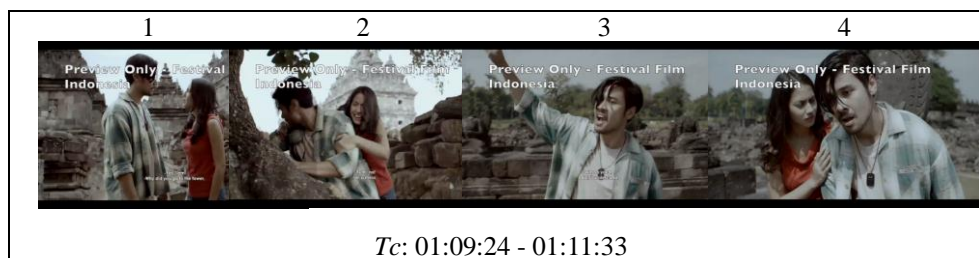 1 2 3 4
Preview Only - Festival
Indonesia
Preview Only - Festival Film
Indonesia
Preview Only - Festival Film
Indonesia
Preview Only - Festival Film
Indonesia
Tc: 01:09:24 - 01:11:33